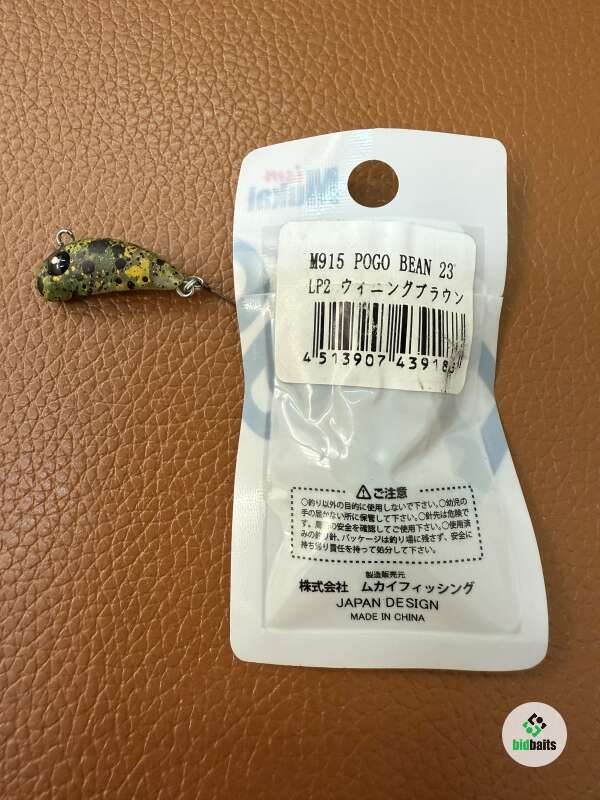 Mukai ism
M915 POGO BEAN 23
LP2 ウィニングブラウン
4 513907 43918
ご注意
○釣り以外の目的に使用しないで下さい。○幼児の
手の届かない所に保管して下さい。○針先は危険で
す。周囲の安全を確認してご使用下さい。○使用済
みの釣り針、パッケージは釣り場に残さず、安全に
持ち帰り責任を持って処分して下さい。
製造販売元
株式会社 ムカイフィッシング
JAPAN DESIGN
MADE IN CHINA
bidbaits